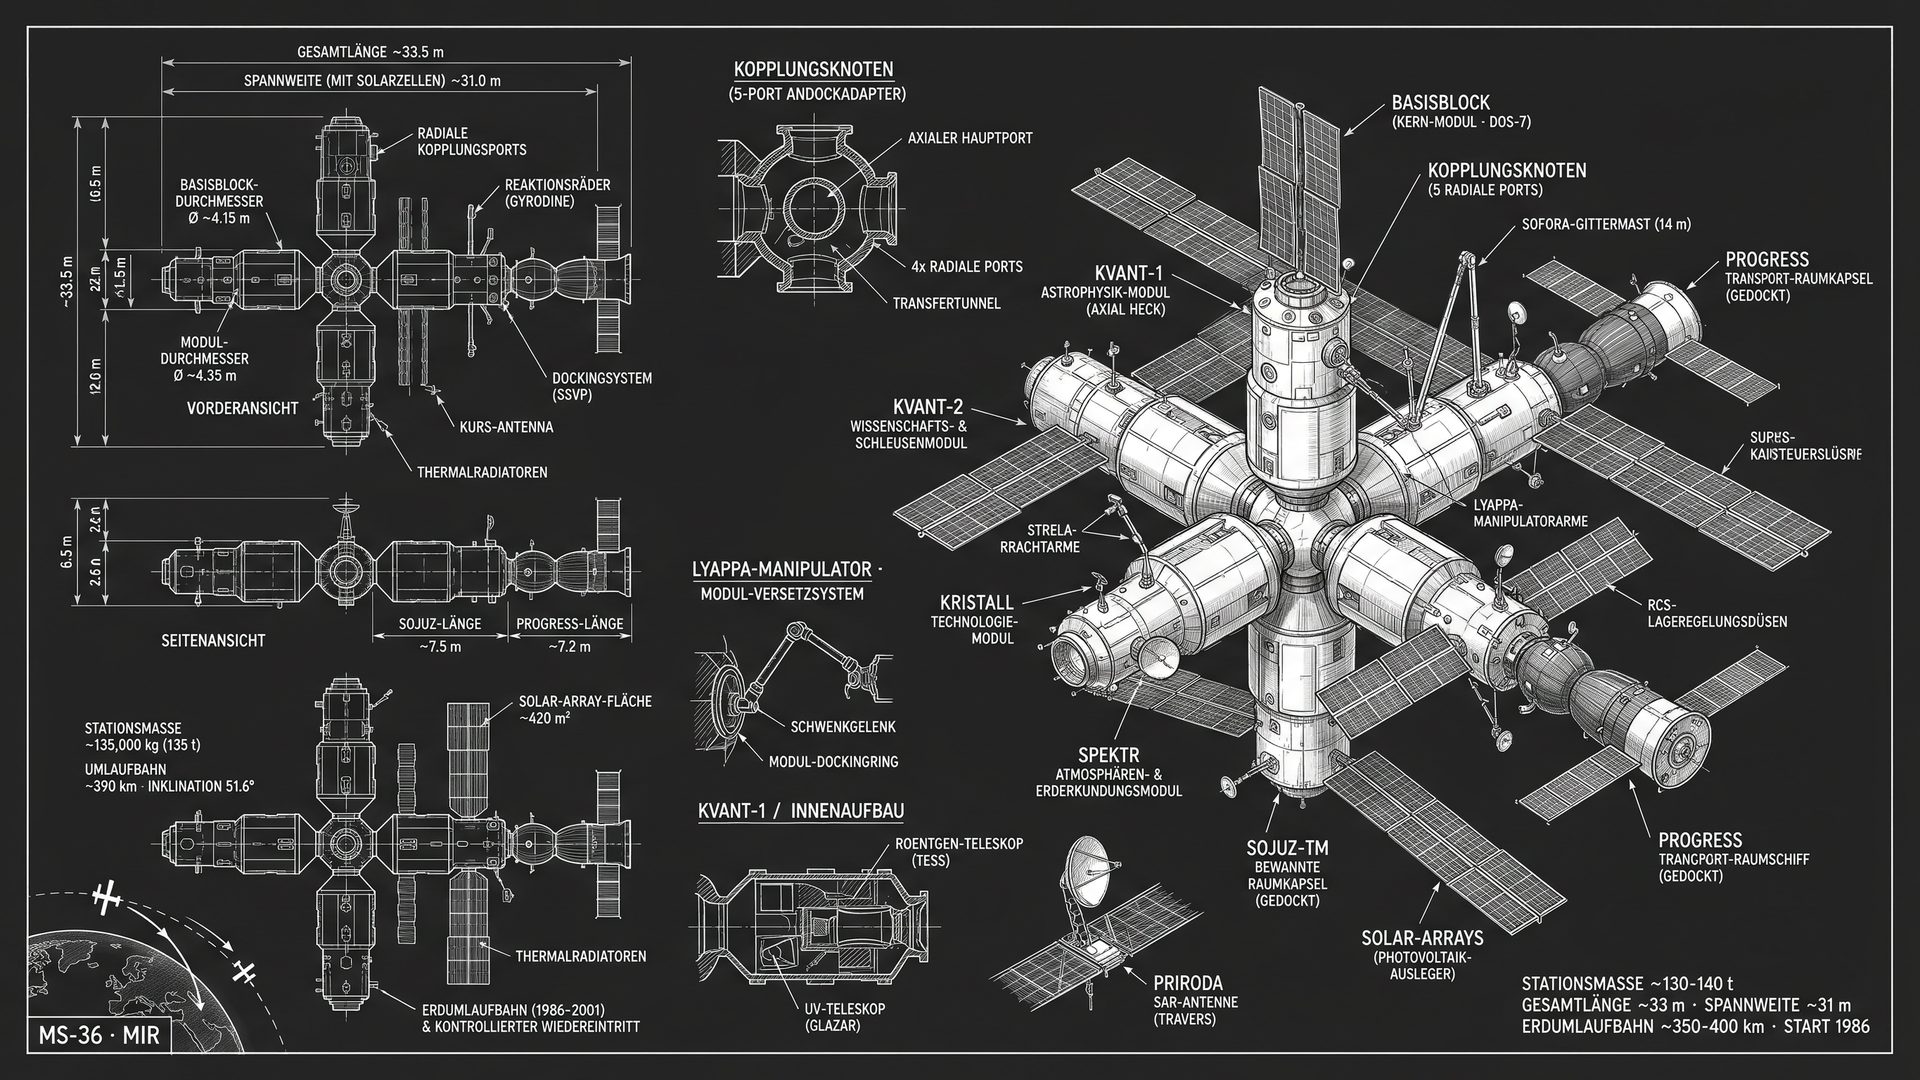 GESAMTLÄNGE ~33.5 m
SPANNWEITE (MIT SOLARZELLEN) ~31.0 m
RADIALE
KOPPLUNGSPORTS
BASISBLOCK-
DURCHMESSER
Ø ~4.15 m
REAKTIONSRÄDER
(GYRODINE)
~33.5 m
12.6 m
MODUL-
DURCHMESSER
Ø ~4.35 m
VORDERANSICHT
DOCKINGSYSTEM
(SSVP)
KURS-ANTENNA
THERMALRADIATOREN
6.5 m
SEITENANSICHT
SOJUZ-LÄNGE
~7.5 m
PROGRESS-LÄNGE
~7.2 m
STATIONSMASSE
~135,000 kg (135 t)
UMLAUFBAHN
~390 km · INKLINATION 51.6°
SOLAR-ARRAY-FLÄCHE
~420 m²
THERMALRADIATOREN
ERDUMLAUFBAHN (1986-2001)
& KONTROLLIERTER WIEDEREINTRITT
MS-36 · MIR
KOPPLUNGSKNOTEN
(5-PORT ANDOCKADAPTER)
AXIALER HAUPTPORT
4x RADIALE PORTS
TRANSFERTUNNEL
LYAPPA-MANIPULATOR ·
MODUL-VERSETZSYSTEM
SCHWENKGELENK
MODUL-DOCKINGRING
KVANT-1 / INNENAUFBAU
ROENTGEN-TELESKOP
(TESS)
UV-TELESKOP
(GLAZAR)
BASISBLOCK
(KERN-MODUL · DOS-7)
KOPPLUNGSKNOTEN
(5 RADIALE PORTS)
SOFORA-GITTERMAST (14 m)
PROGRESS
TRANSPORT-RAUMKAPSEL
(GEDOCKT)
KVANT-1
ASTROPHYSIK-MODUL
(AXIAL HECK)
KVANT-2
WISSENSCHAFTS- &
SCHLEUSENMODUL
LYAPPA-
MANIPULATORARME
STRELA-
RRACHTARME
KRISTALL
TECHNOLOGIE-
MODUL
RCS-
LAGEREGELUNGSDÜSEN
SPEKTR
ATMOSPHÄREN- &
ERDERKUNDUNGSMODUL
SOJUZ-TM
BEWANNTE
RAUMKAPSEL
(GEDOCKT)
PROGRESS
TRANGPORT-RAUMSCHIFF
(GEDOCKT)
SOLAR-ARRAYS
(PHOTOVOLTAIK-
AUSLEGER)
PRIRODA
SAR-ANTENNE
(TRAVERS)
STATIONSMASSE ~130-140 t
GESAMTLÄNGE ~33 m · SPANNWEITE ~31 m
ERDUMLAUFBAHN ~350-400 km · START 1986